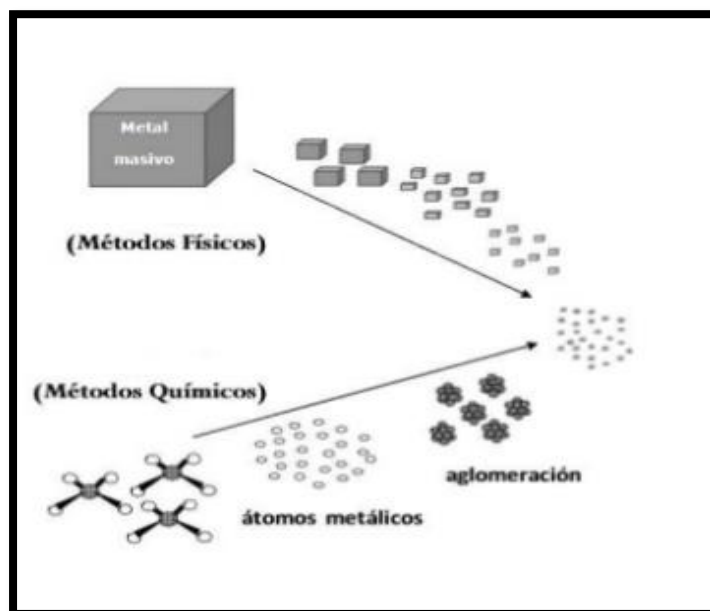 Metal
masivo
(Métodos Físicos)
(Métodos Químicos)
aglomeración
átomos metálicos